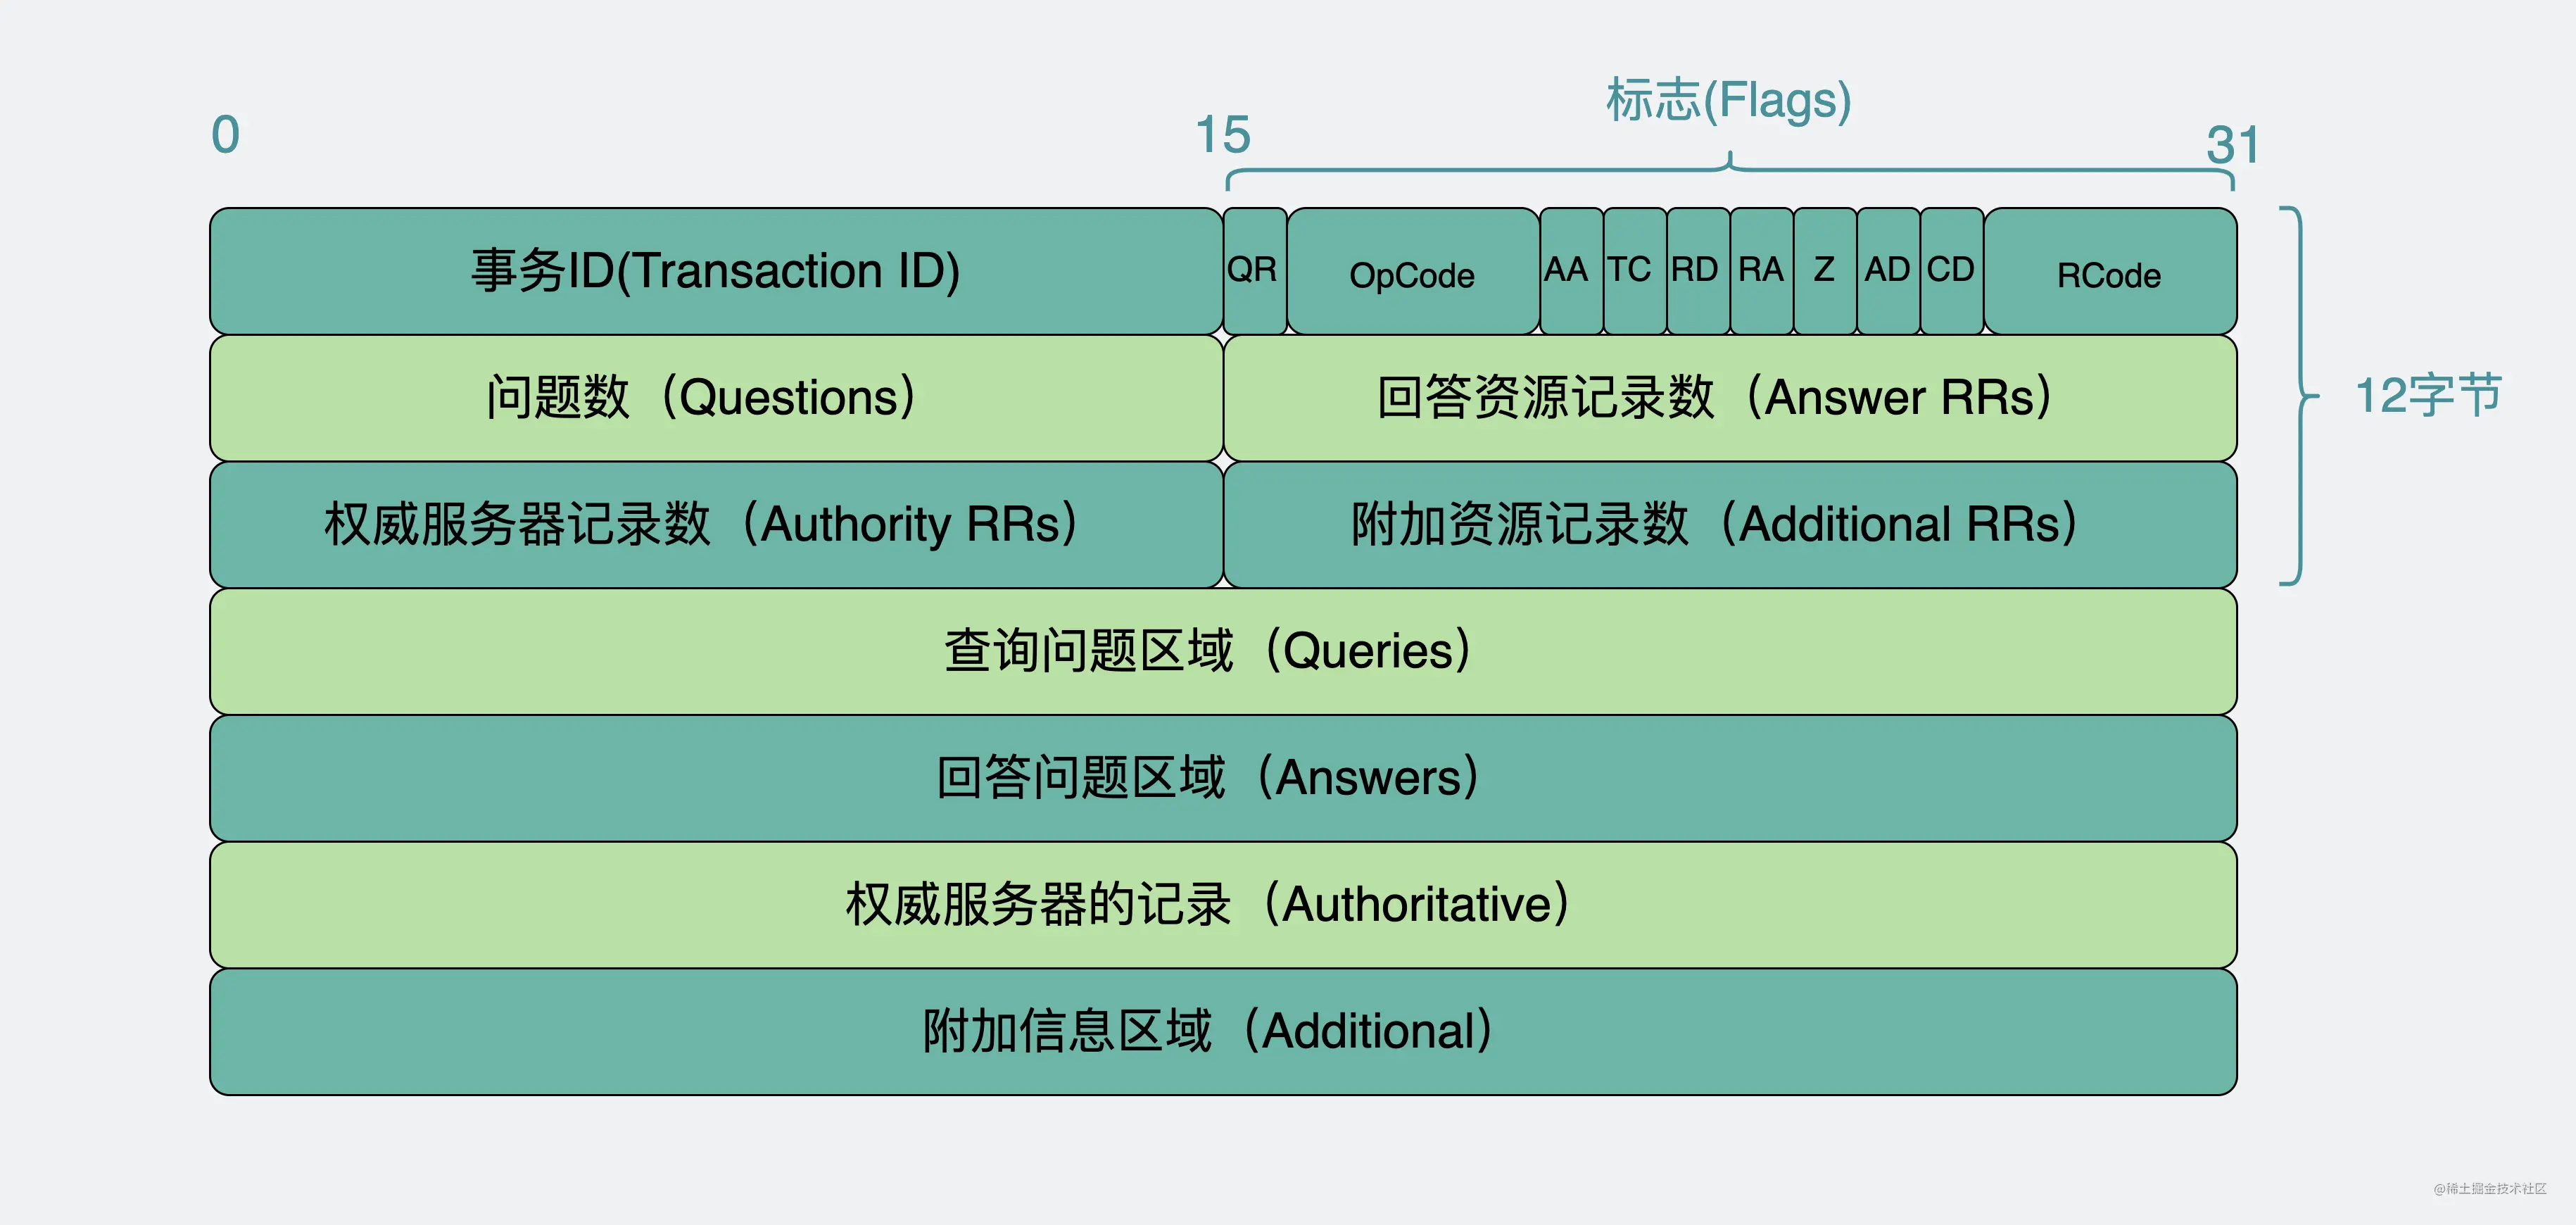 标志(Flags)
0
15
31
事务ID(Transaction ID)
QR
OpCode
AA
TC
RD
RA
Z
AD
CD
RCode
问题数（Questions）
回答资源记录数（Answer RRs）
12字节
权威服务器记录数（Authority RRs）
附加资源记录数（Additional RRs）
查询问题区域（Queries）
回答问题区域（Answers）
权威服务器的记录（Authoritative）
附加信息区域（Additional）
@稀土掘金技术社区